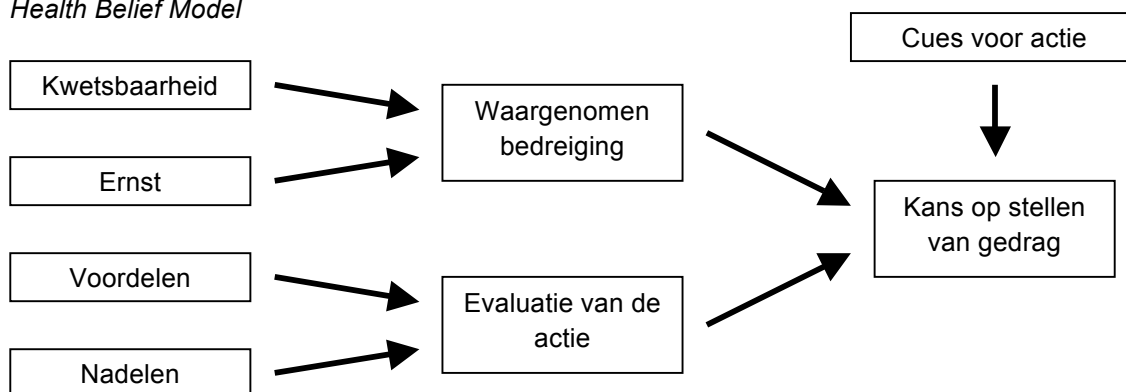 Health Belief Model
Cues voor actie
Kwetsbaarheid
Waargenomen
bedreiging
Ernst
Kans op stellen
van gedrag
Voordelen
Evaluatie van de
actie
Nadelen